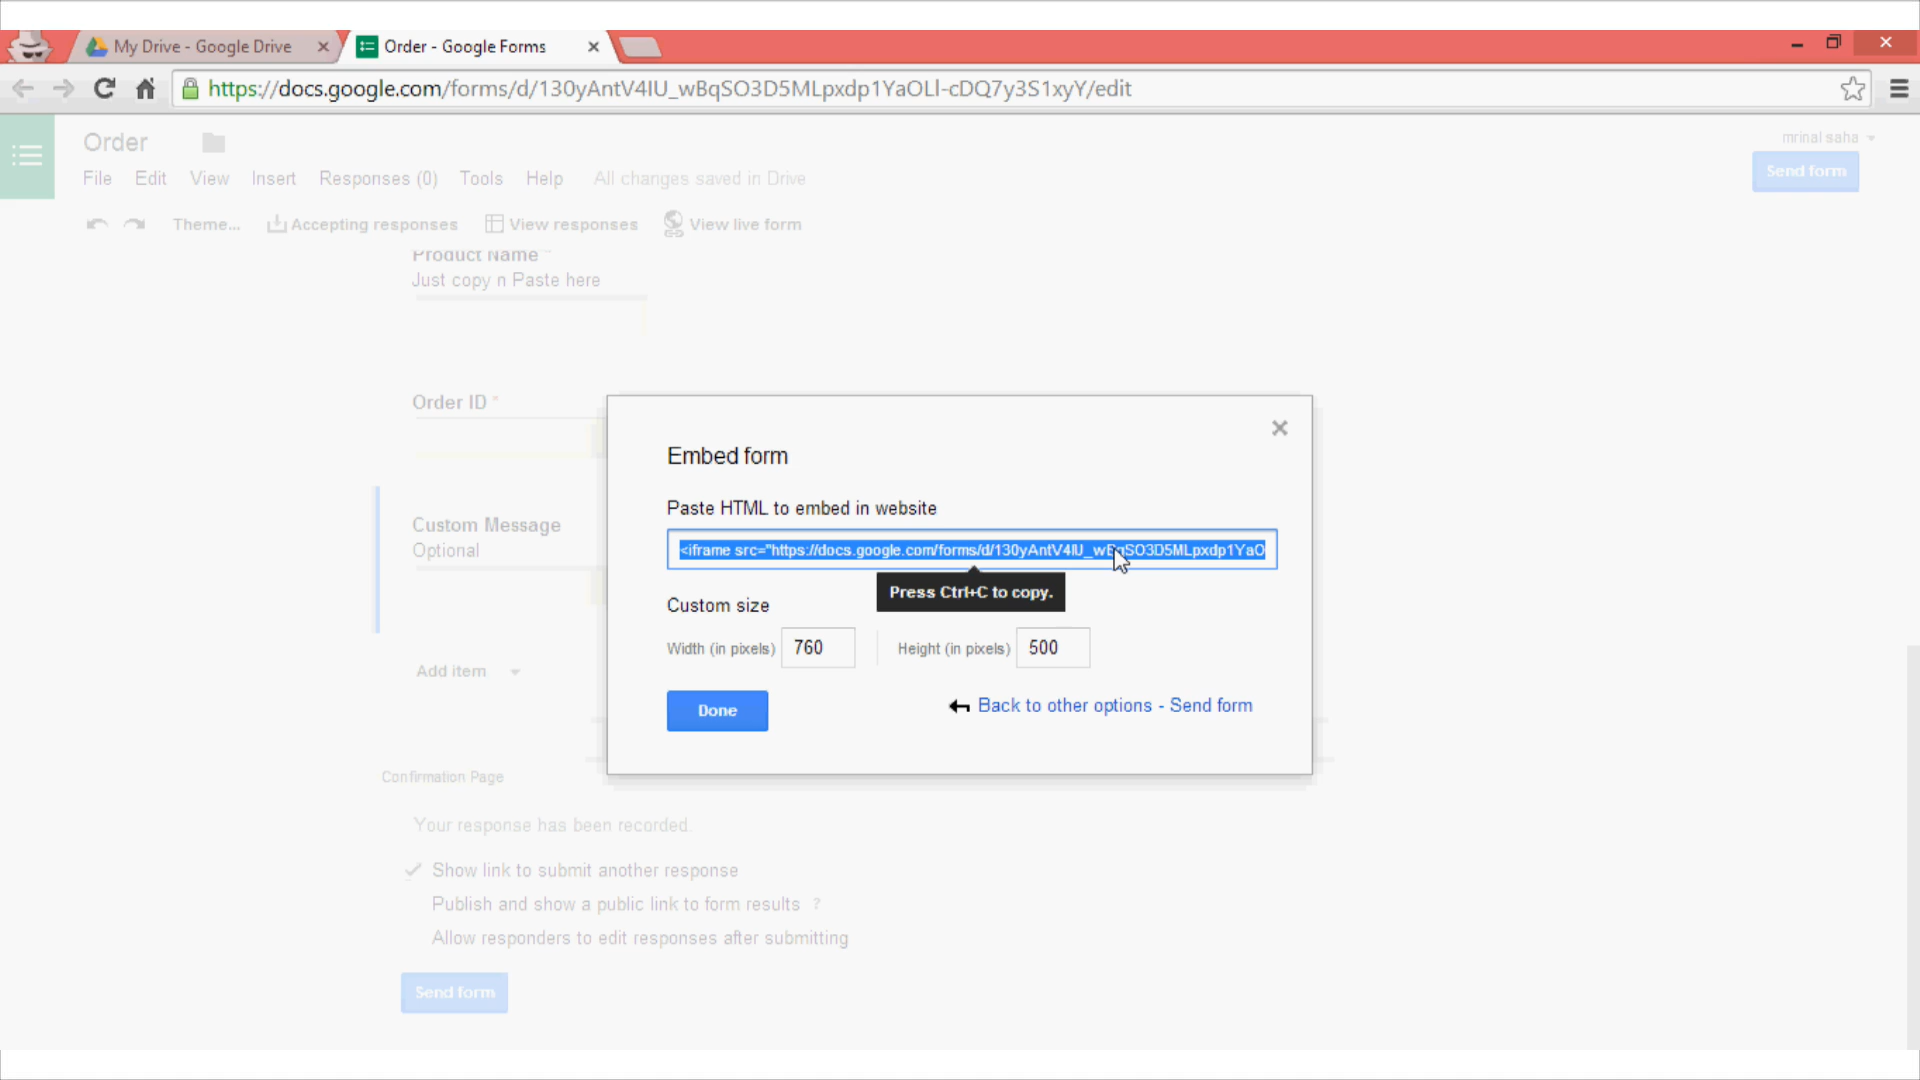 My Drive - Google Drive
Order - Google Forms
https://docs.google.com/forms/d/130yAntV4IU_wBqSO3D5MLpxdp1YaOLl-cDQ7y3S1xyY/edit
Order
mrinal saha
File Edit View Insert Responses (0) Tools Help All changes saved in Drive
Send form
Theme... Accepting responses View responses View live form
Product Name *
Just copy n Paste here
Order ID *
Custom Message
Optional
Add item
Embed form
Paste HTML to embed in website
<iframe src="https://docs.google.com/forms/d/130yAntV4IU_wBqSO3D5MLpxdp1YaO
Press Ctrl+C to copy.
Custom size
Width (in pixels) 760 Height (in pixels) 500
Done
Back to other options - Send form
Confirmation Page
Your response has been recorded.
Show link to submit another response
Publish and show a public link to form results ?
Allow responders to edit responses after submitting
Send form